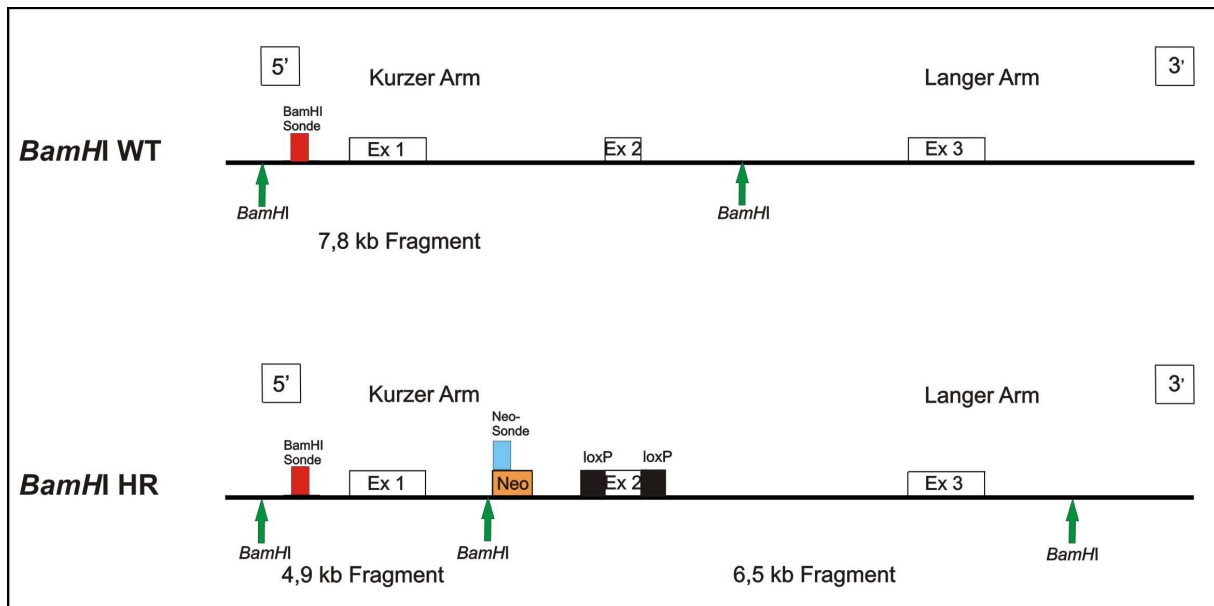 5' 3'
Kurzer Arm Langer Arm
BamHI
Sonde
BamHI WT Ex 1 Ex 2 Ex 3
BamHI BamHI
7,8 kb Fragment
5' 3'
Kurzer Arm Langer Arm
Neo-
Sonde
BamHI
Sonde
loxP loxP
BamHI HR Ex 1 Neo Ex 2 Ex 3
BamHI BamHI BamHI
4,9 kb Fragment 6,5 kb Fragment